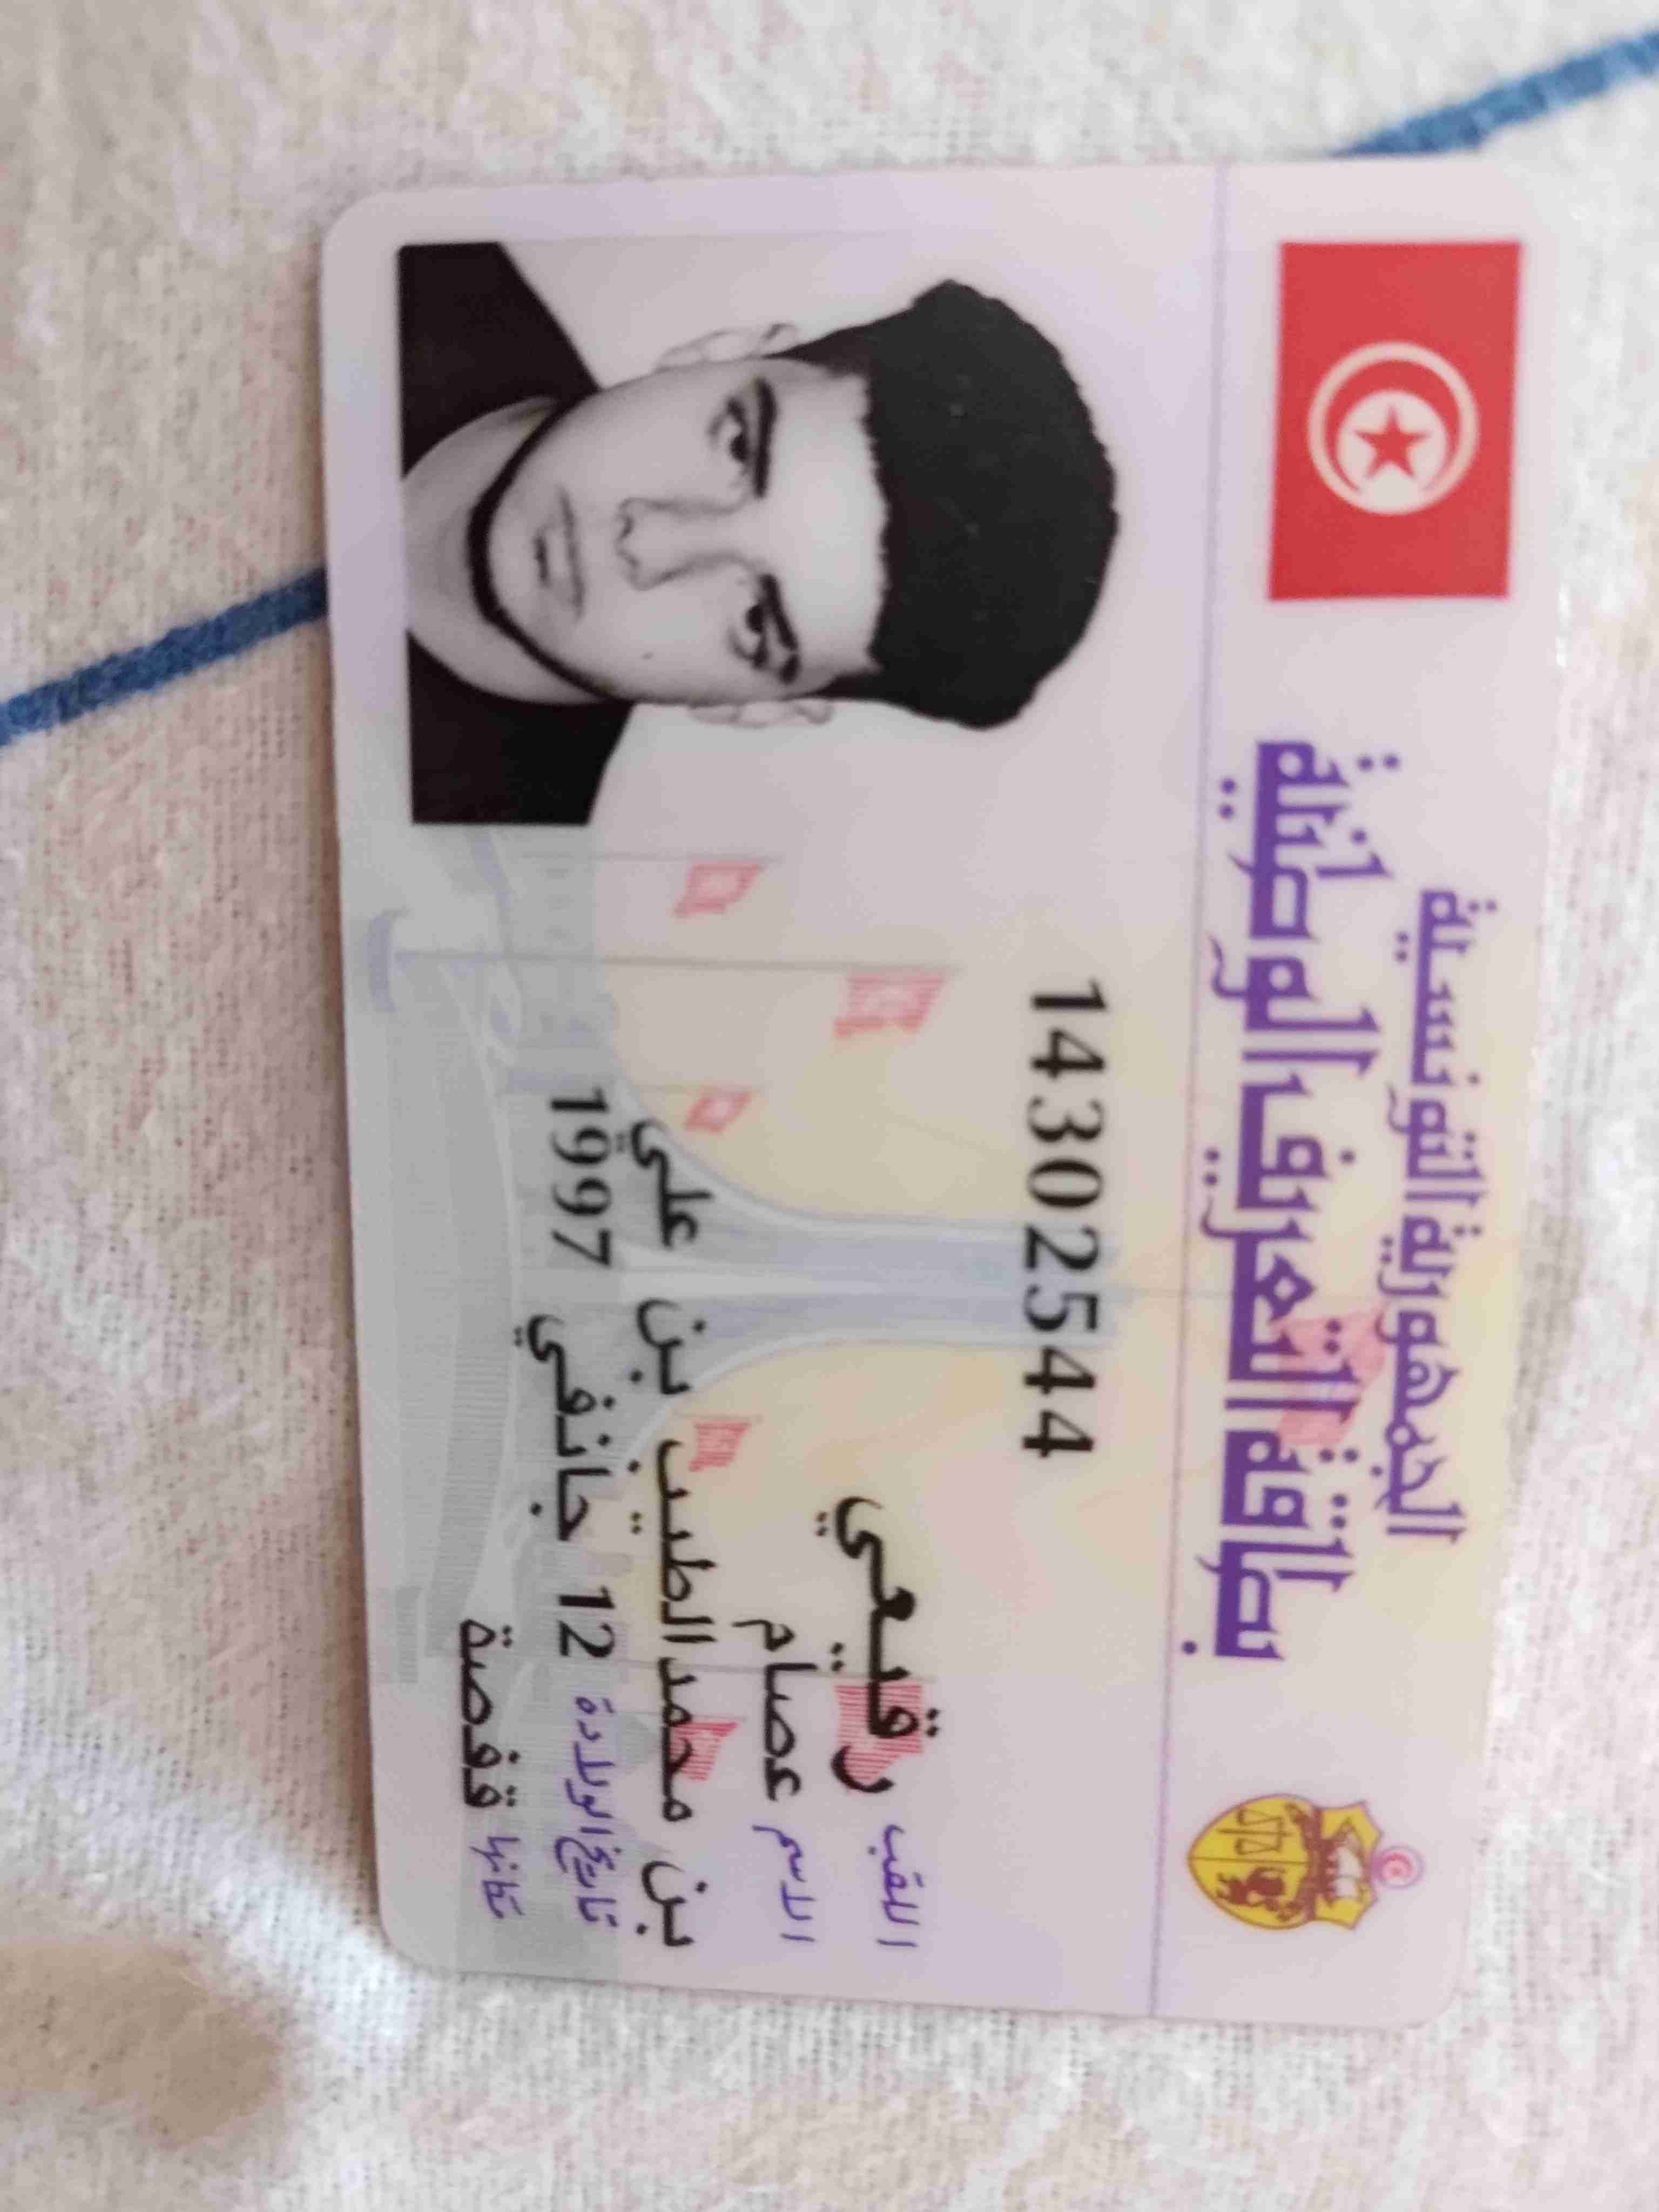 الجمهورية التونسية
بطاقة التعريف الوطنية
14302544
اللقب رقيعي
الاسم عصام
بن محمد الطيب بن علي
تاريخ الولادة 12 جانفي 1997
مكانها قفصة